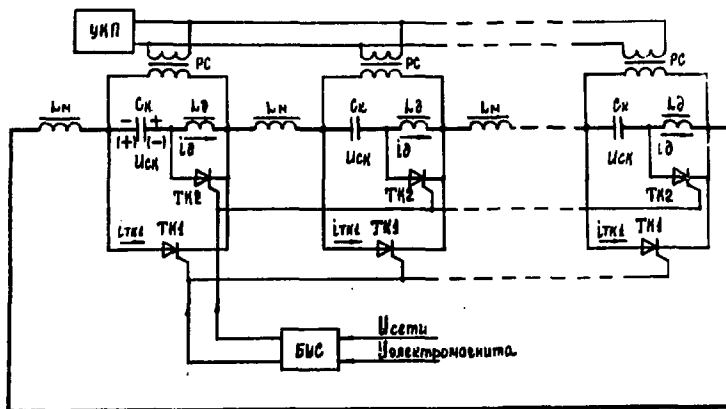 УКП
РС
РС
РС
Lн
Cк
Lд
Lн
Cк
Lд
Lн
Cк
Lд
- +
(+) (-)
iд
iд
iд
Uск
Uск
Uск
ТК2
ТК2
ТК2
iтк1
ТК1
iтк1
ТК1
iтк1
ТК1
БИС
Uсети
Uэлектромагнита